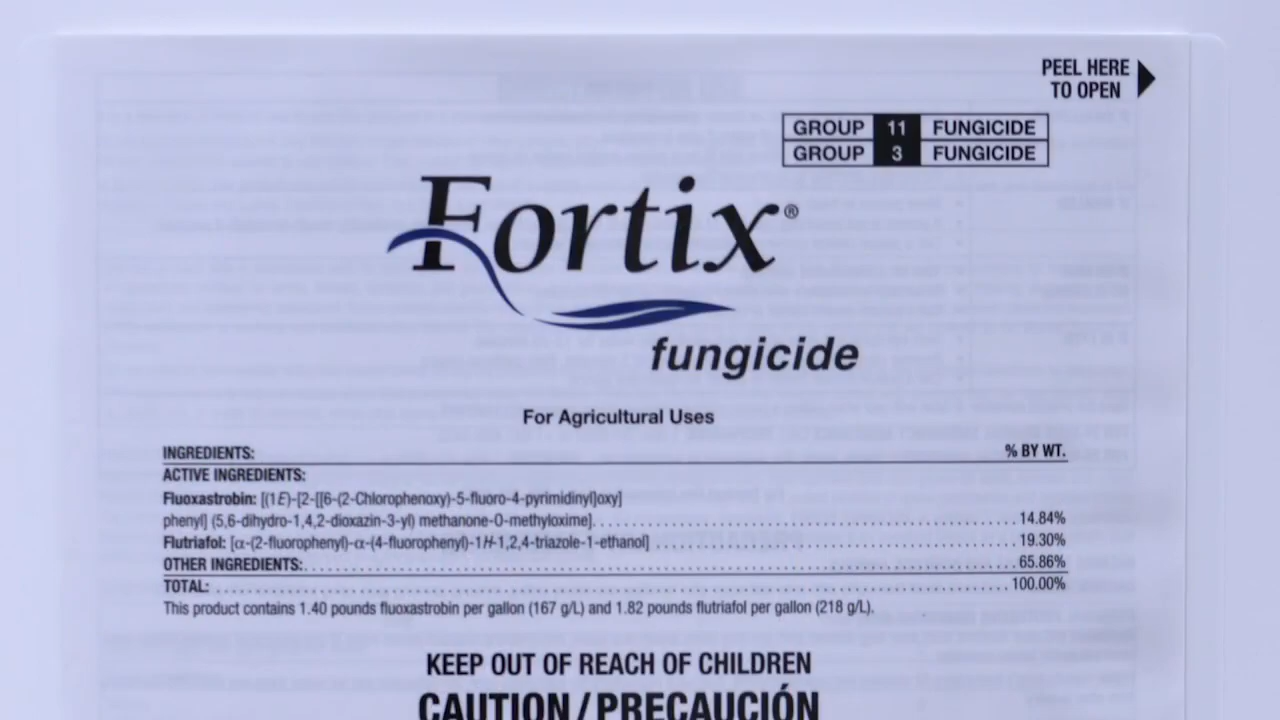 PEEL HERE
TO OPEN
GROUP 11 FUNGICIDE
GROUP 3 FUNGICIDE
Fortix®
fungicide
For Agricultural Uses
INGREDIENTS: % BY WT.
ACTIVE INGREDIENTS:
Fluoxastrobin: [(1E)-[2-[[6-(2-Chlorophenoxy)-5-fluoro-4-pyrimidinyl]oxy]
phenyl] (5,6-dihydro-1,4,2-dioxazin-3-yl) methanone-O-methyloxime] 14.84%
Flutriafol: [α-(2-fluorophenyl)-α-(4-fluorophenyl)-1H-1,2,4-triazole-1-ethanol] 19.30%
OTHER INGREDIENTS: 65.86%
TOTAL: 100.00%
This product contains 1.40 pounds fluoxastrobin per gallon (167 g/L) and 1.82 pounds flutriafol per gallon (218 g/L).
KEEP OUT OF REACH OF CHILDREN
CAUTION / PRECAUCIÓN